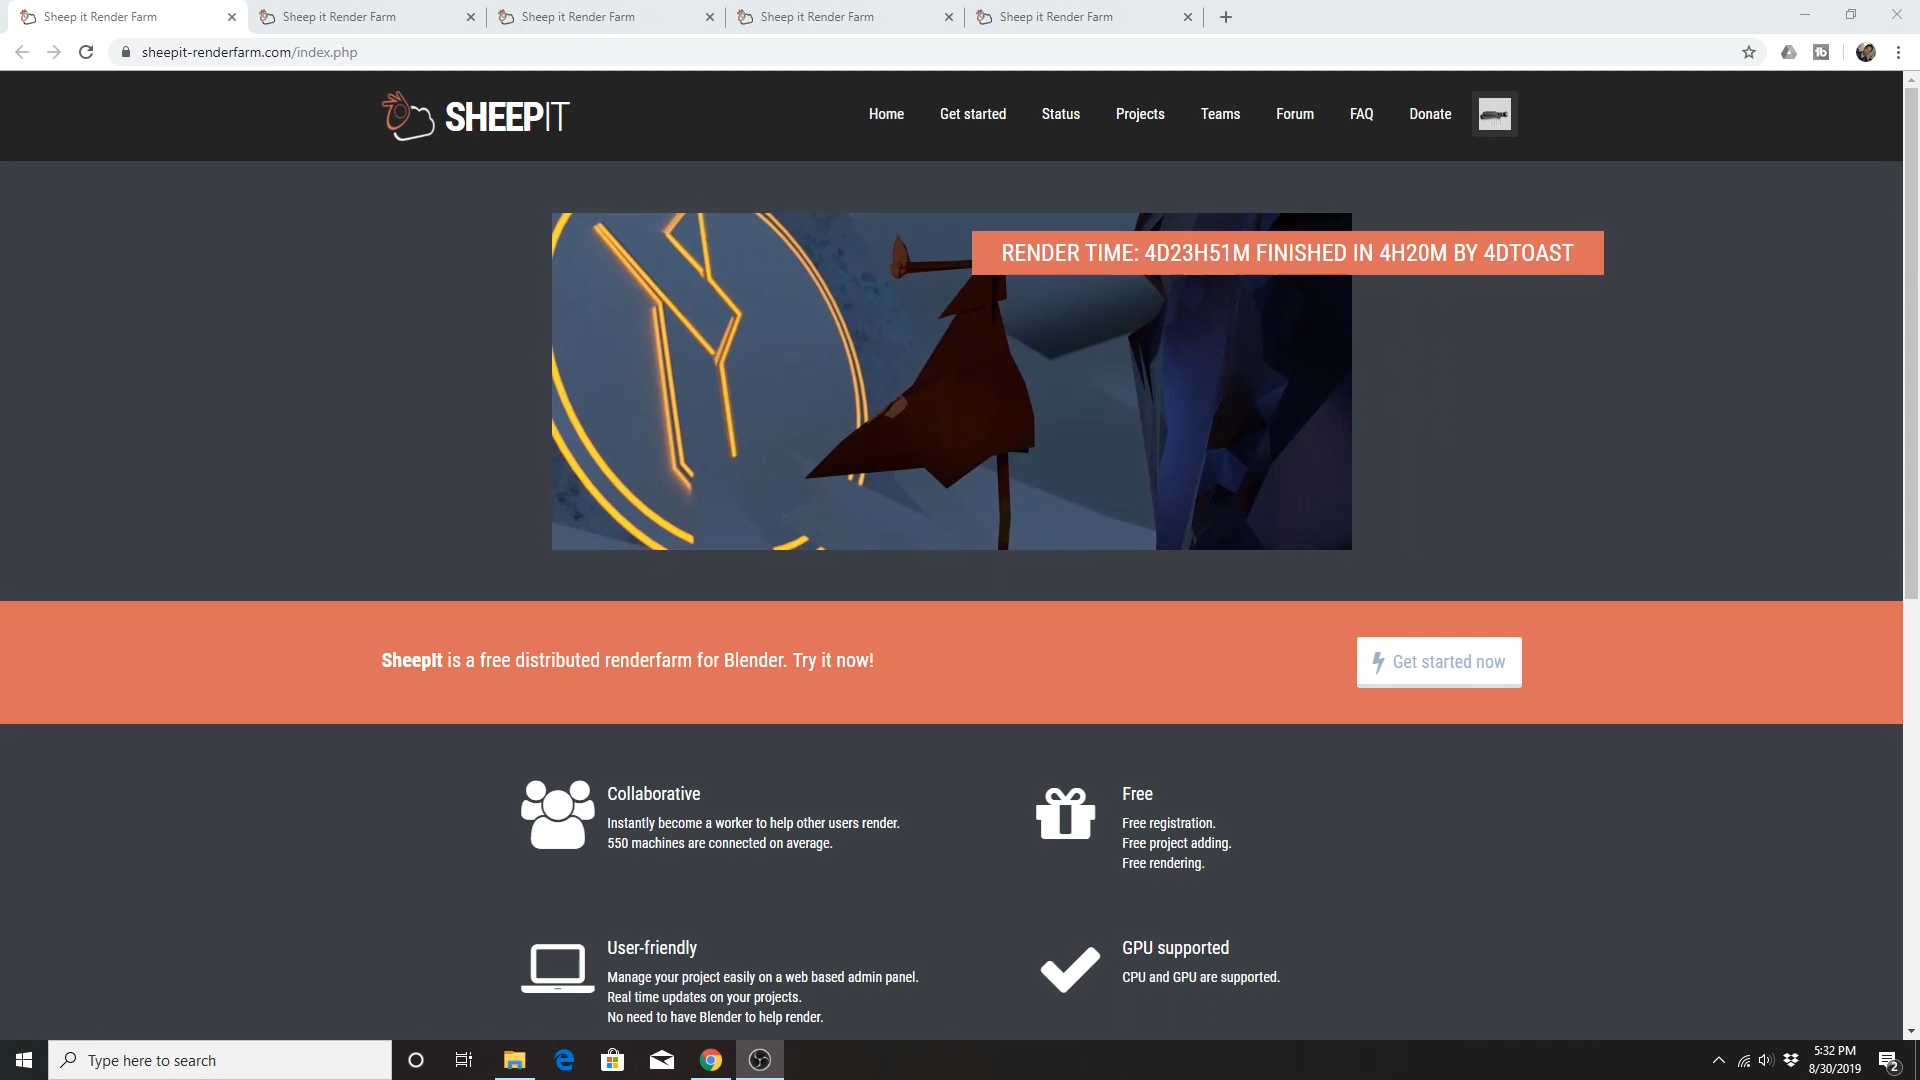 Sheep it Render Farm
Sheep it Render Farm
Sheep it Render Farm
Sheep it Render Farm
Sheep it Render Farm
sheepit-renderfarm.com/index.php
SHEEPIT
Home
Get started
Status
Projects
Teams
Forum
FAQ
Donate
RENDER TIME: 4D23H51M FINISHED IN 4H20M BY 4DTOAST
SheepIt is a free distributed renderfarm for Blender. Try it now!
Get started now
Collaborative
Instantly become a worker to help other users render.
550 machines are connected on average.
Free
Free registration.
Free project adding.
Free rendering.
User-friendly
Manage your project easily on a web based admin panel.
Real time updates on your projects.
No need to have Blender to help render.
GPU supported
CPU and GPU are supported.
Type here to search
5:32 PM
8/30/2019
2